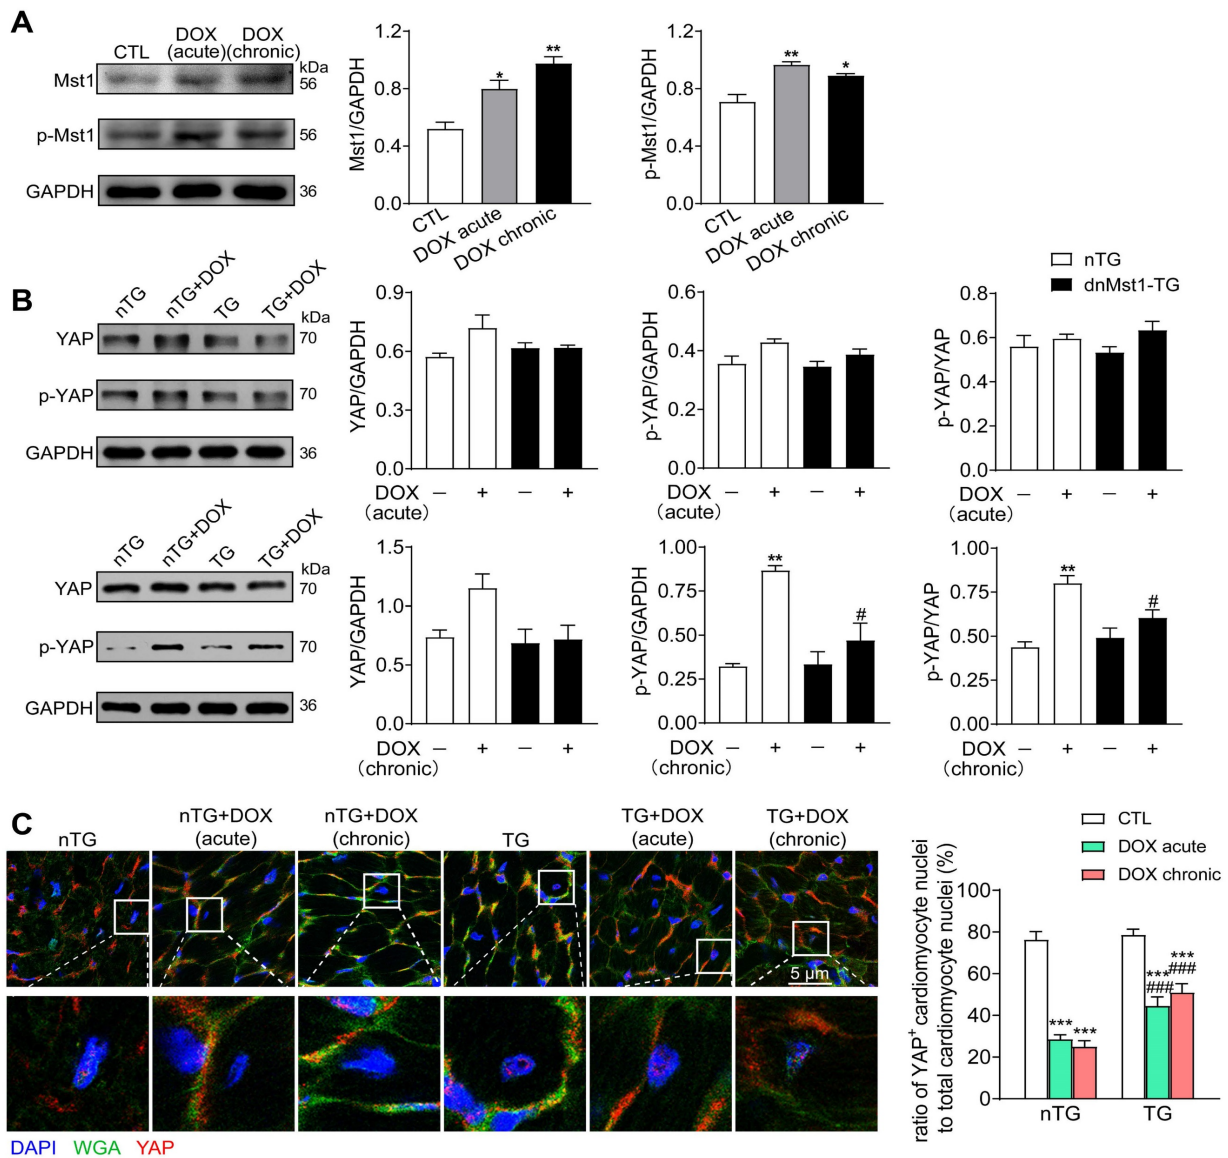 A
CTL
DOX
(acute)
DOX
(chronic)
kDa
Mst1
56
p-Mst1
56
GAPDH
36
Mst1/GAPDH
1.2
0.8
0.4
0.0
*
**
CTL
DOX acute
DOX chronic
p-Mst1/GAPDH
1.2
0.8
0.4
0.0
**
*
CTL
DOX acute
DOX chronic
nTG
dnMst1-TG
B
nTG
nTG+DOX
TG
TG+DOX
kDa
YAP
70
p-YAP
70
GAPDH
36
YAP/GAPDH
0.9
0.6
0.3
0.0
DOX − + − +
(acute)
p-YAP/GAPDH
0.6
0.4
0.2
0.0
DOX − + − +
(acute)
p-YAP/YAP
0.8
0.6
0.4
0.2
0.0
DOX − + − +
(acute)
nTG
nTG+DOX
TG
TG+DOX
kDa
YAP
70
p-YAP
70
GAPDH
36
YAP/GAPDH
1.5
1.0
0.5
0.0
DOX − + − +
(chronic)
p-YAP/GAPDH
1.00
0.75
0.50
0.25
0.00
**
#
DOX − + − +
(chronic)
p-YAP/YAP
1.00
0.75
0.50
0.25
0.00
**
#
DOX − + − +
(chronic)
C
nTG
nTG+DOX
(acute)
nTG+DOX
(chronic)
TG
TG+DOX
(acute)
TG+DOX
(chronic)
5 μm
DAPI WGA YAP
CTL
DOX acute
DOX chronic
ratio of YAP⁺ cardiomyocyte nuclei
to total cardiomyocyte nuclei (%)
100
80
60
40
20
0
***
***
***
###
***
###
nTG
TG